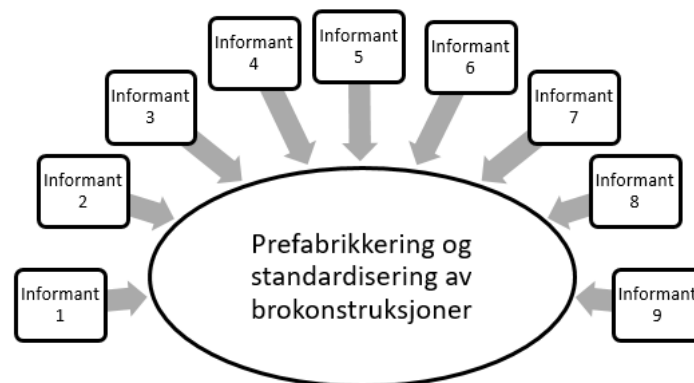 Informant
1
Informant
2
Informant
3
Informant
4
Informant
5
Informant
6
Informant
7
Informant
8
Informant
9
Prefabrikkering og
standardisering av
brokonstruksjoner